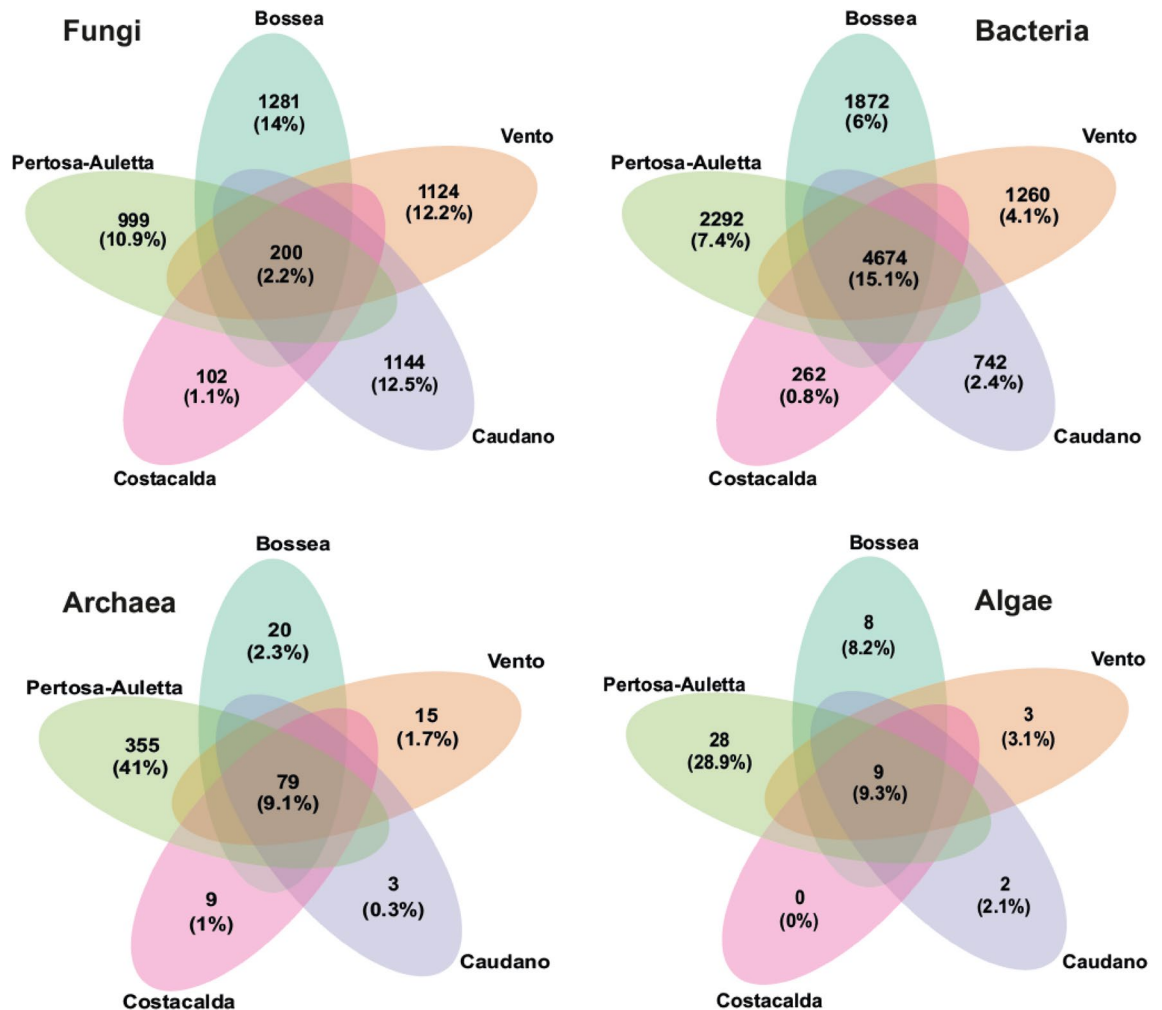 Fungi
Bossea
1281
(14%)
Vento
1124
(12.2%)
Pertosa-Auletta
999
(10.9%)
200
(2.2%)
102
(1.1%)
1144
(12.5%)
Caudano
Costacalda
Bacteria
Bossea
1872
(6%)
Vento
1260
(4.1%)
Pertosa-Auletta
2292
(7.4%)
4674
(15.1%)
262
(0.8%)
742
(2.4%)
Caudano
Costacalda
Archaea
Bossea
20
(2.3%)
Vento
15
(1.7%)
Pertosa-Auletta
355
(41%)
79
(9.1%)
9
(1%)
3
(0.3%)
Caudano
Costacalda
Algae
Bossea
8
(8.2%)
Vento
3
(3.1%)
Pertosa-Auletta
28
(28.9%)
9
(9.3%)
0
(0%)
2
(2.1%)
Caudano
Costacalda